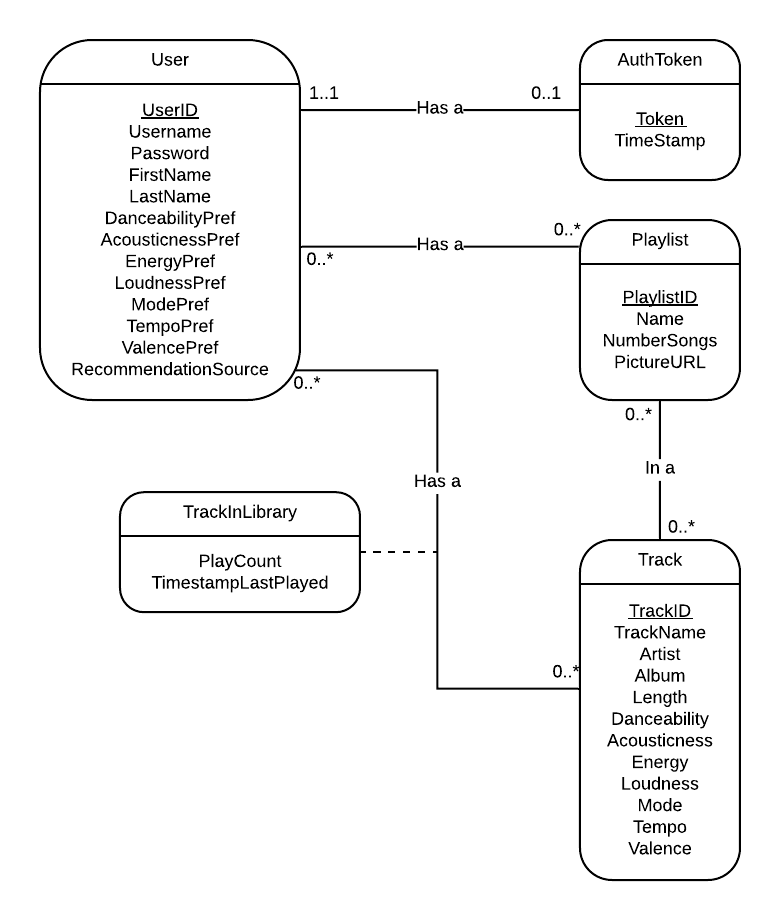 User
UserID
Username
Password
FirstName
LastName
DanceabilityPref
AcousticnessPref
EnergyPref
LoudnessPref
ModePref
TempoPref
ValencePref
RecommendationSource
1..1
Has a
0..1
AuthToken
Token
TimeStamp
0..*
Has a
0..*
Playlist
PlaylistID
Name
NumberSongs
PictureURL
0..*
Has a
0..*
TrackInLibrary
PlayCount
TimestampLastPlayed
0..*
In a
0..*
Track
TrackID
TrackName
Artist
Album
Length
Danceability
Acousticness
Energy
Loudness
Mode
Tempo
Valence